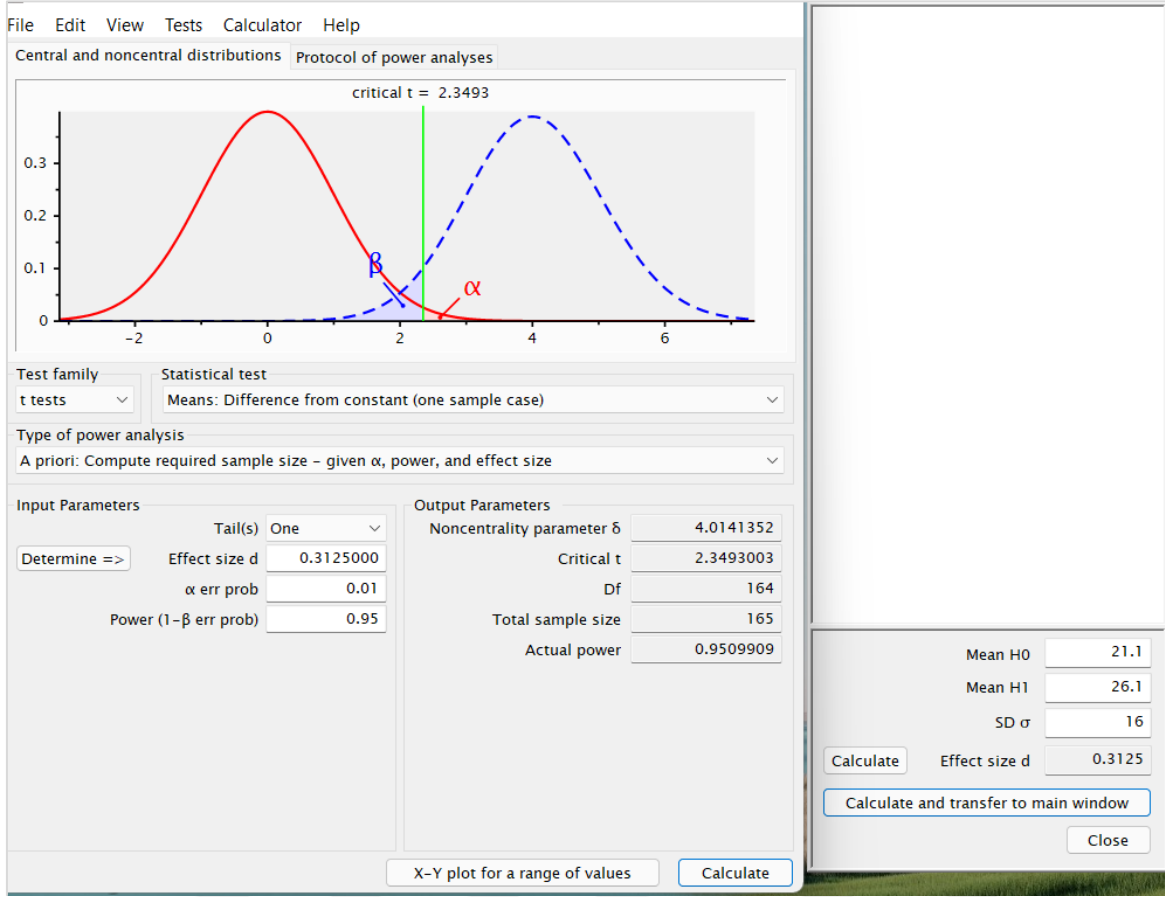 File Edit View Tests Calculator Help
Central and noncentral distributions Protocol of power analyses
critical t = 2.3493
0.3
0.2
0.1
0
β
α
-2 0 2 4 6
Test family Statistical test
t tests Means: Difference from constant (one sample case)
Type of power analysis
A priori: Compute required sample size – given α, power, and effect size
Input Parameters Output Parameters
Tail(s) One Noncentrality parameter δ 4.0141352
Determine => Effect size d 0.3125000 Critical t 2.3493003
α err prob 0.01 Df 164
Power (1-β err prob) 0.95 Total sample size 165
Actual power 0.9509909
X-Y plot for a range of values Calculate
Mean H0 21.1
Mean H1 26.1
SD σ 16
Calculate Effect size d 0.3125
Calculate and transfer to main window
Close